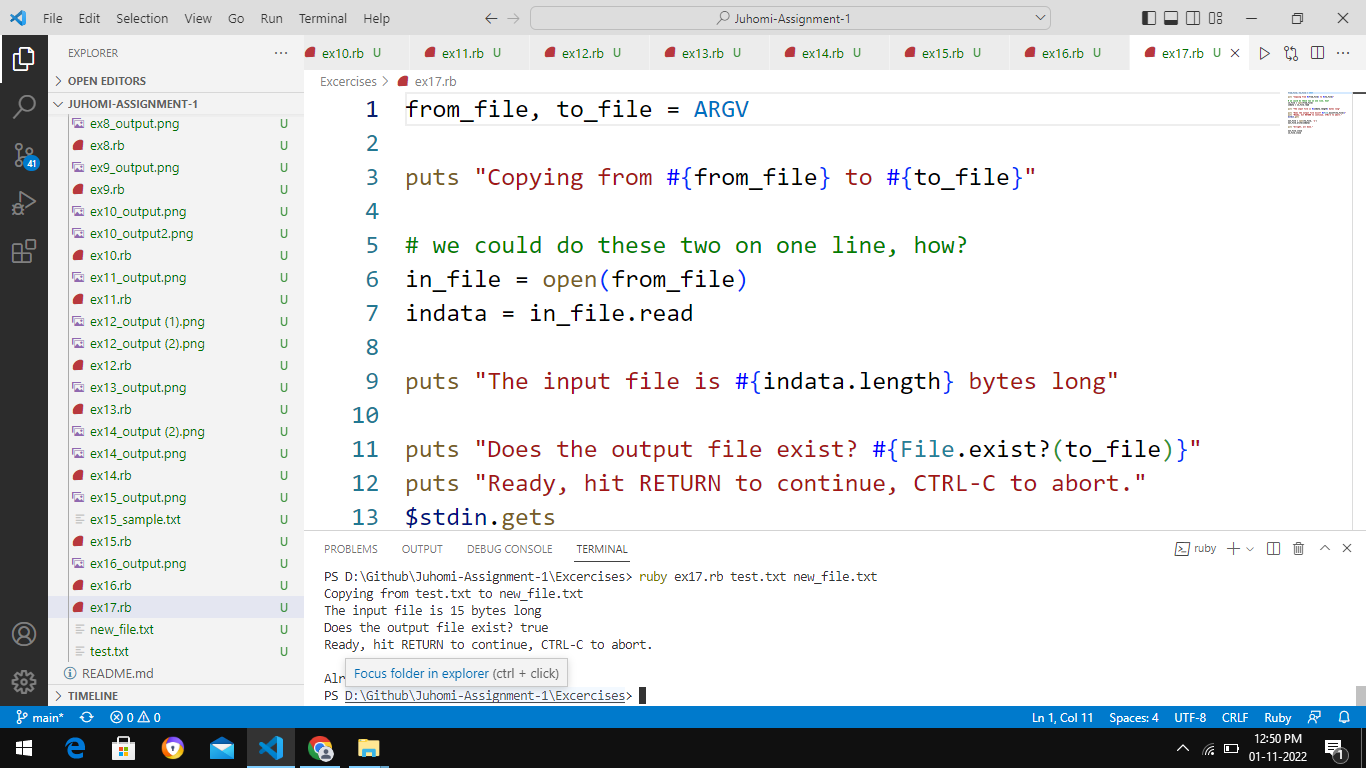 File Edit Selection View Go Run Terminal Help
Juhomi-Assignment-1
EXPLORER
OPEN EDITORS
JUHOMI-ASSIGNMENT-1
ex8_output.png U
ex8.rb U
ex9_output.png U
ex9.rb U
ex10_output.png U
ex10_output2.png U
ex10.rb U
ex11_output.png U
ex11.rb U
ex12_output (1).png U
ex12_output (2).png U
ex12.rb U
ex13_output.png U
ex13.rb U
ex14_output (2).png U
ex14_output.png U
ex14.rb U
ex15_output.png U
ex15_sample.txt U
ex15.rb U
ex16_output.png U
ex16.rb U
ex17.rb U
new_file.txt U
test.txt U
README.md
TIMELINE
41
ex10.rb U ex11.rb U ex12.rb U ex13.rb U ex14.rb U ex15.rb U ex16.rb U ex17.rb U
Excercises > ex17.rb
1 from_file, to_file = ARGV
2
3 puts "Copying from #{from_file} to #{to_file}"
4
5 # we could do these two on one line, how?
6 in_file = open(from_file)
7 indata = in_file.read
8
9 puts "The input file is #{indata.length} bytes long"
10
11 puts "Does the output file exist? #{File.exist?(to_file)}"
12 puts "Ready, hit RETURN to continue, CTRL-C to abort."
13 $stdin.gets
PROBLEMS OUTPUT DEBUG CONSOLE TERMINAL
ruby
PS D:\Github\Juhomi-Assignment-1\Excercises> ruby ex17.rb test.txt new_file.txt
Copying from test.txt to new_file.txt
The input file is 15 bytes long
Does the output file exist? true
Ready, hit RETURN to continue, CTRL-C to abort.
Alr
Focus folder in explorer (ctrl + click)
PS D:\Github\Juhomi-Assignment-1\Excercises>
main* 0 0 Ln 1, Col 11 Spaces: 4 UTF-8 CRLF Ruby
12:50 PM
01-11-2022
1